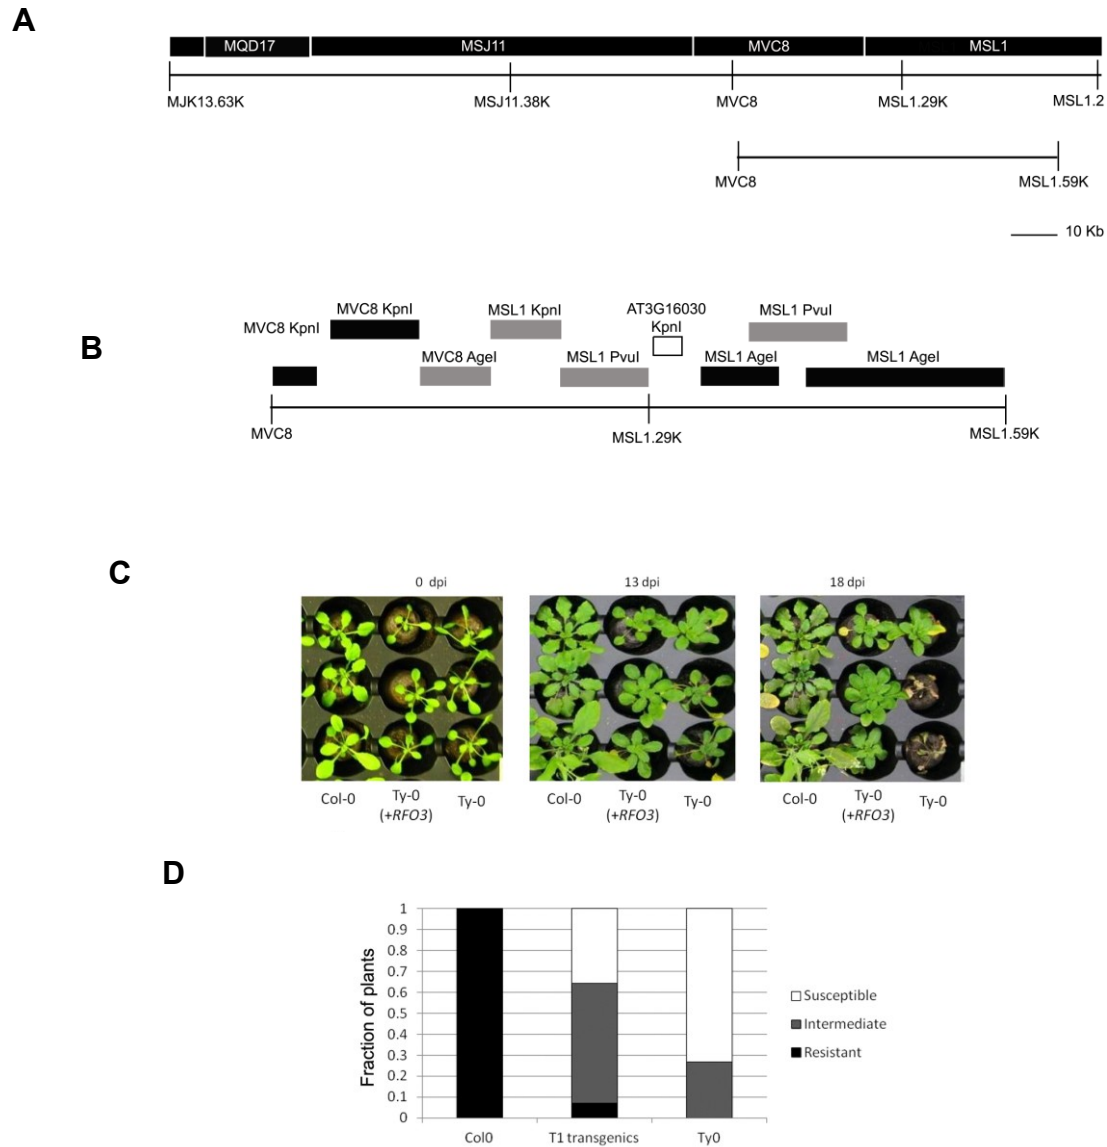 A
MQD17 MSJ11 MVC8 MSL1
MJK13.63K MSJ11.38K MVC8 MSL1.29K MSL1.2
MVC8 MSL1.59K
10 Kb
B
MVC8 KpnI MVC8 KpnI MSL1 KpnI AT3G16030 KpnI MSL1 PvuI
MVC8 AgeI MSL1 PvuI MSL1 AgeI MSL1 AgeI
MVC8 MSL1.29K MSL1.59K
C
0 dpi 13 dpi 18 dpi
Col-0 Ty-0 (+RFO3) Ty-0 Col-0 Ty-0 (+RFO3) Ty-0 Col-0 Ty-0 (+RFO3) Ty-0
D
Fraction of plants
1
0.9
0.8
0.7
0.6
0.5
0.4
0.3
0.2
0.1
0
Col0 T1 transgenics Ty0
Susceptible
Intermediate
Resistant